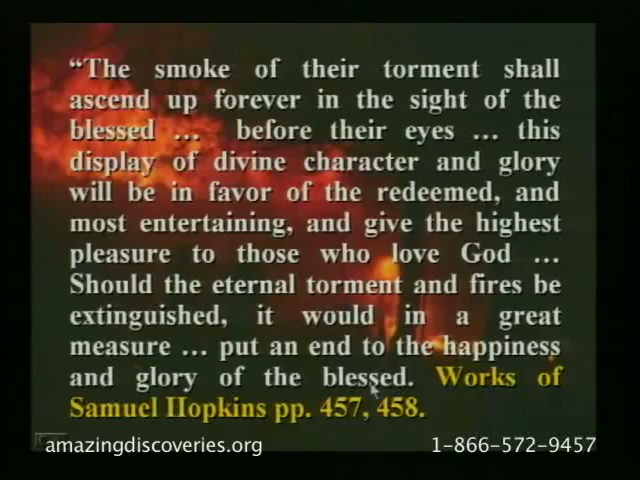 “The smoke of their torment shall
ascend up forever in the sight of the
blessed ... before their eyes ... this
display of divine character and glory
will be in favor of the redeemed, and
most entertaining, and give the highest
pleasure to those who love God ...
Should the eternal torment and fires be
extinguished, it would in a great
measure ... put an end to the happiness
and glory of the blessed. Works of
Samuel Hopkins pp. 457, 458.
amazingdiscoveries.org
1-866-572-9457